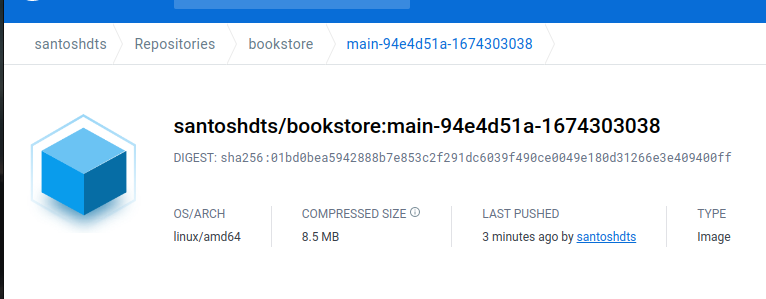 santoshdts Repositories bookstore main-94e4d51a-1674303038
santoshdts/bookstore:main-94e4d51a-1674303038
DIGEST: sha256:01bd0bea5942888b7e853c2f291dc6039f490ce0049e180d31266e3e409400ff
OS/ARCH COMPRESSED SIZE LAST PUSHED TYPE
linux/amd64 8.5 MB 3 minutes ago by santoshdts Image